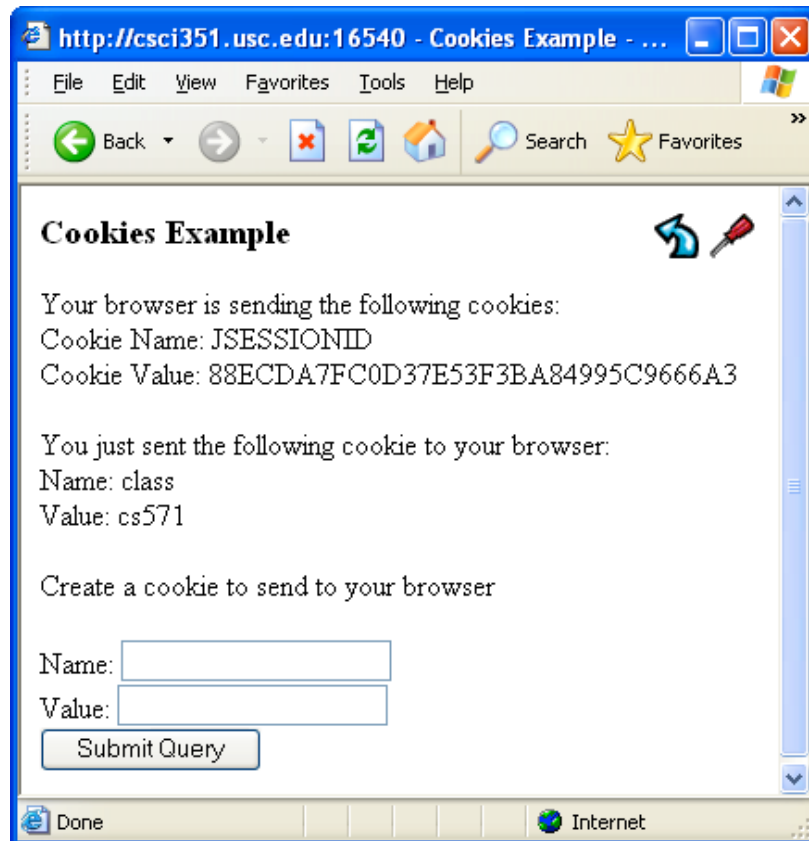 http://csci351.usc.edu:16540 - Cookies Example - ...
File Edit View Favorites Tools Help
Back Search Favorites »
Cookies Example
Your browser is sending the following cookies:
Cookie Name: JSESSIONID
Cookie Value: 88ECDA7FC0D37E53F3BA84995C9666A3
You just sent the following cookie to your browser:
Name: class
Value: cs571
Create a cookie to send to your browser
Name:
Value:
Submit Query
Done Internet